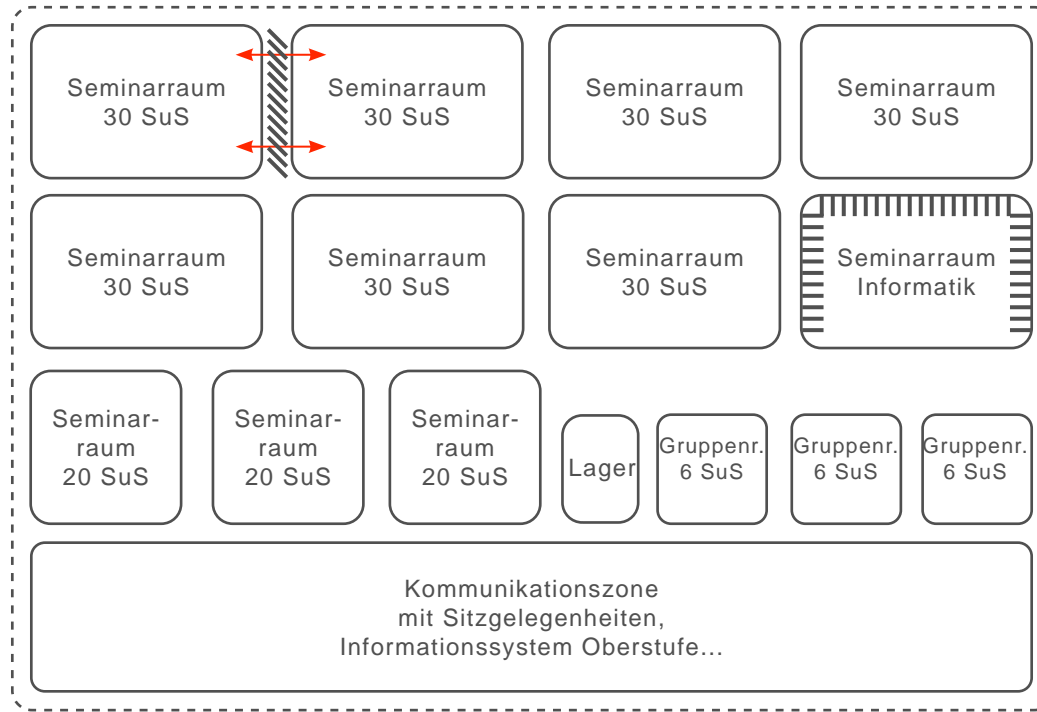 Seminarraum
30 SuS
Seminarraum
30 SuS
Seminarraum
30 SuS
Seminarraum
30 SuS
Seminarraum
30 SuS
Seminarraum
30 SuS
Seminarraum
30 SuS
Seminarraum
Informatik
Seminar-
raum
20 SuS
Seminar-
raum
20 SuS
Seminar-
raum
20 SuS
Lager
Gruppenr.
6 SuS
Gruppenr.
6 SuS
Gruppenr.
6 SuS
Kommunikationszone
mit Sitzgelegenheiten,
Informationssystem Oberstufe...